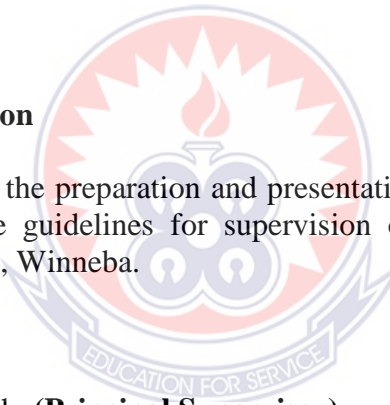 on
the preparation and presentati
e guidelines for supervision
, Winneba.
EDUCATION FOR SERVICE
(Principal Supervisor)